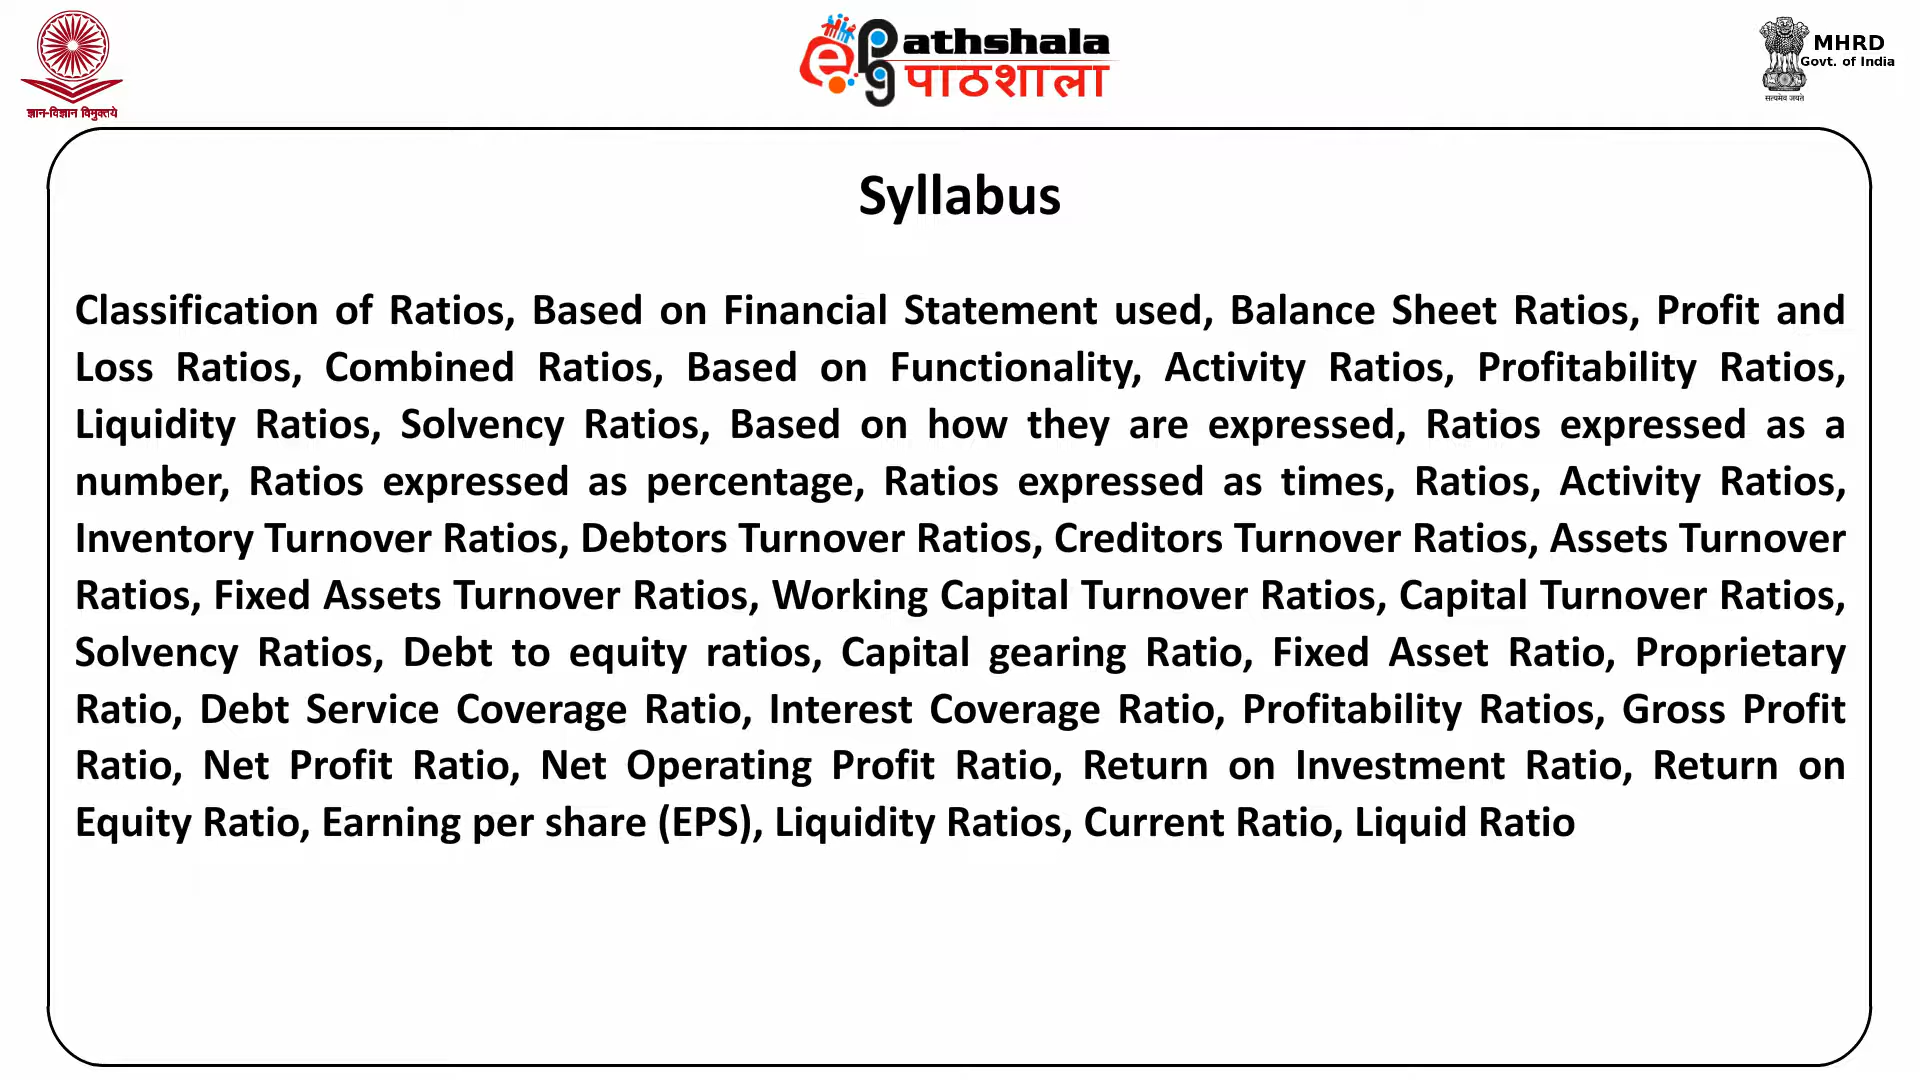 ज्ञान-विज्ञान विमुक्तये
e PG athshala
पाठशाला
सत्यमेव जयते
MHRD
Govt. of India
Syllabus
Classification of Ratios, Based on Financial Statement used, Balance Sheet Ratios, Profit and
Loss Ratios, Combined Ratios, Based on Functionality, Activity Ratios, Profitability Ratios,
Liquidity Ratios, Solvency Ratios, Based on how they are expressed, Ratios expressed as a
number, Ratios expressed as percentage, Ratios expressed as times, Ratios, Activity Ratios,
Inventory Turnover Ratios, Debtors Turnover Ratios, Creditors Turnover Ratios, Assets Turnover
Ratios, Fixed Assets Turnover Ratios, Working Capital Turnover Ratios, Capital Turnover Ratios,
Solvency Ratios, Debt to equity ratios, Capital gearing Ratio, Fixed Asset Ratio, Proprietary
Ratio, Debt Service Coverage Ratio, Interest Coverage Ratio, Profitability Ratios, Gross Profit
Ratio, Net Profit Ratio, Net Operating Profit Ratio, Return on Investment Ratio, Return on
Equity Ratio, Earning per share (EPS), Liquidity Ratios, Current Ratio, Liquid Ratio